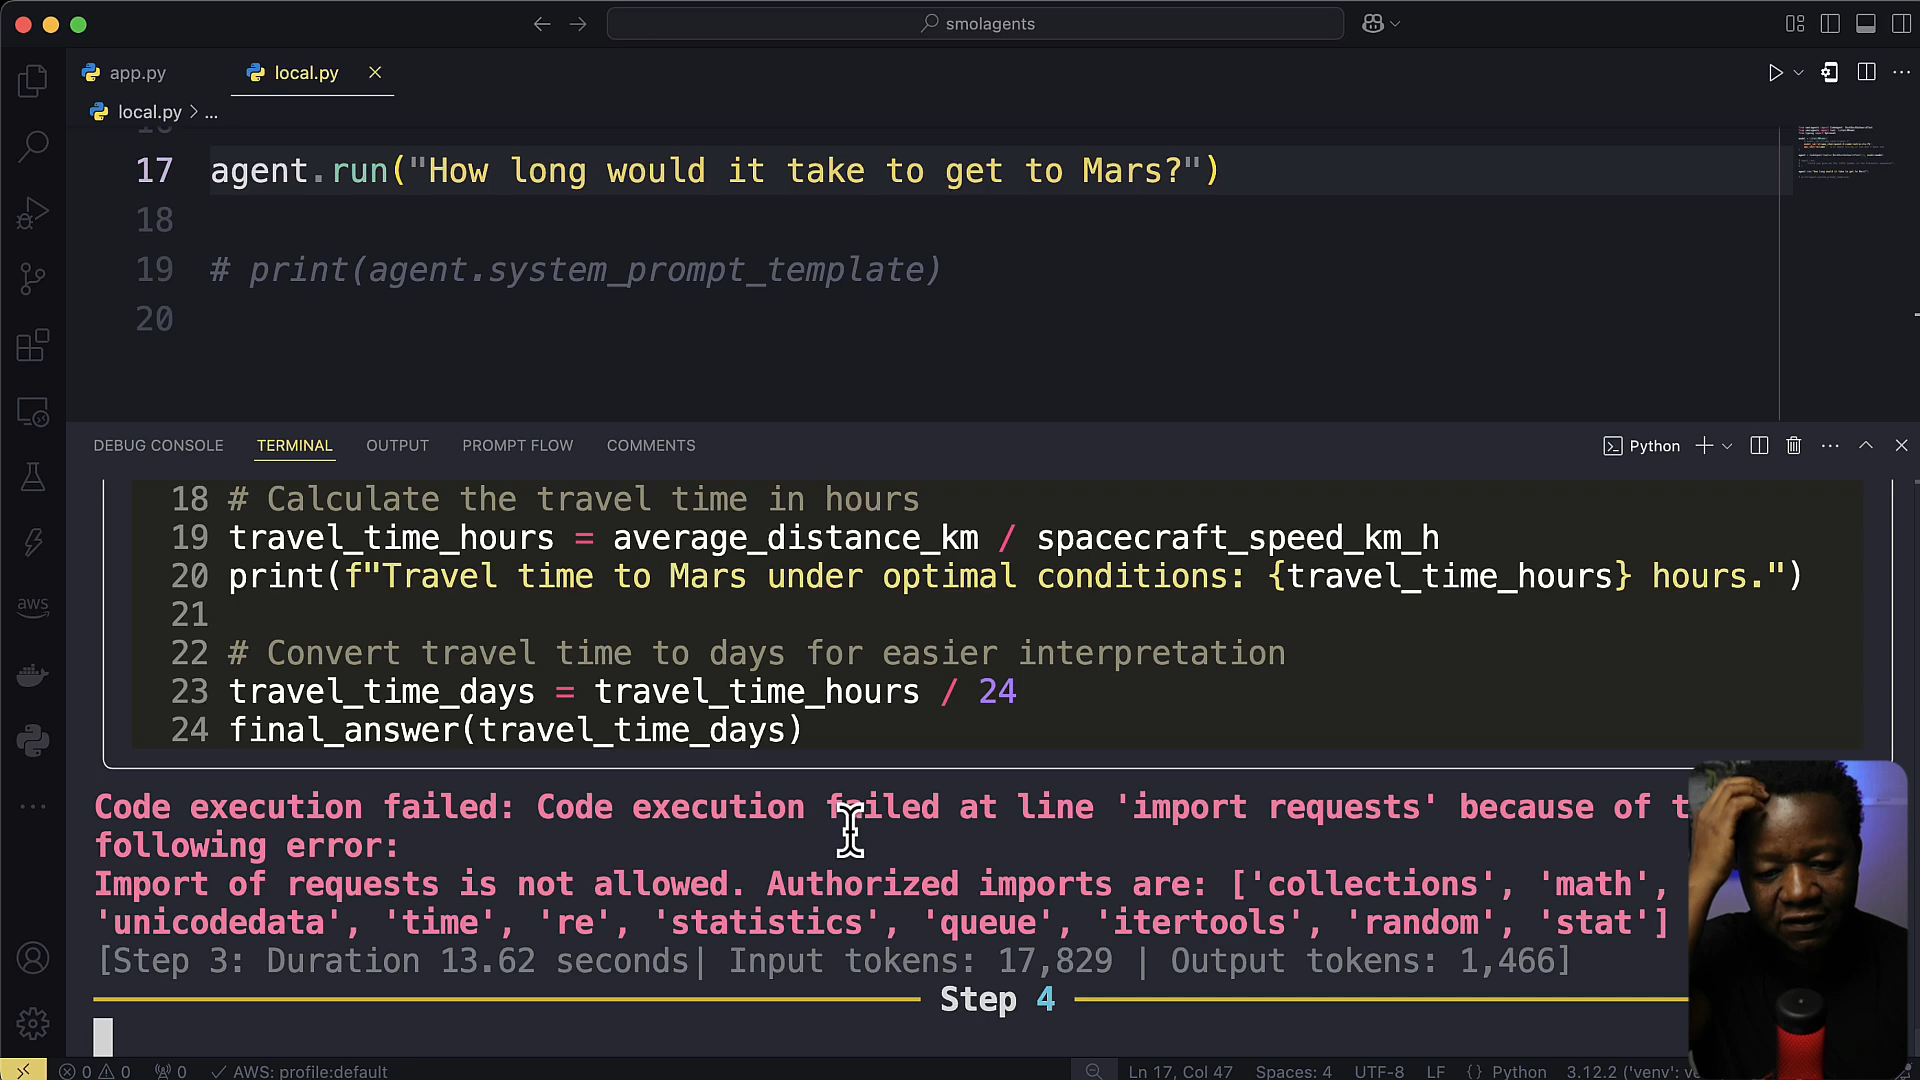 smolagents
app.py
local.py
local.py > ...
16
17 agent.run("How long would it take to get to Mars?")
18
19 # print(agent.system_prompt_template)
20
DEBUG CONSOLE TERMINAL OUTPUT PROMPT FLOW COMMENTS
Python
18 # Calculate the travel time in hours
19 travel_time_hours = average_distance_km / spacecraft_speed_km_h
20 print(f"Travel time to Mars under optimal conditions: {travel_time_hours} hours.")
21
22 # Convert travel time to days for easier interpretation
23 travel_time_days = travel_time_hours / 24
24 final_answer(travel_time_days)
Code execution failed: Code execution failed at line 'import requests' because of
following error:
Import of requests is not allowed. Authorized imports are: ['collections', 'math',
'unicodedata', 'time', 're', 'statistics', 'queue', 'itertools', 'random', 'stat']
[Step 3: Duration 13.62 seconds| Input tokens: 17,829 | Output tokens: 1,466]
Step 4
aws
0 0 0 AWS: profile:default
Ln 17, Col 47 Spaces: 4 UTF-8 LF {} Python 3.12.2 ('venv':